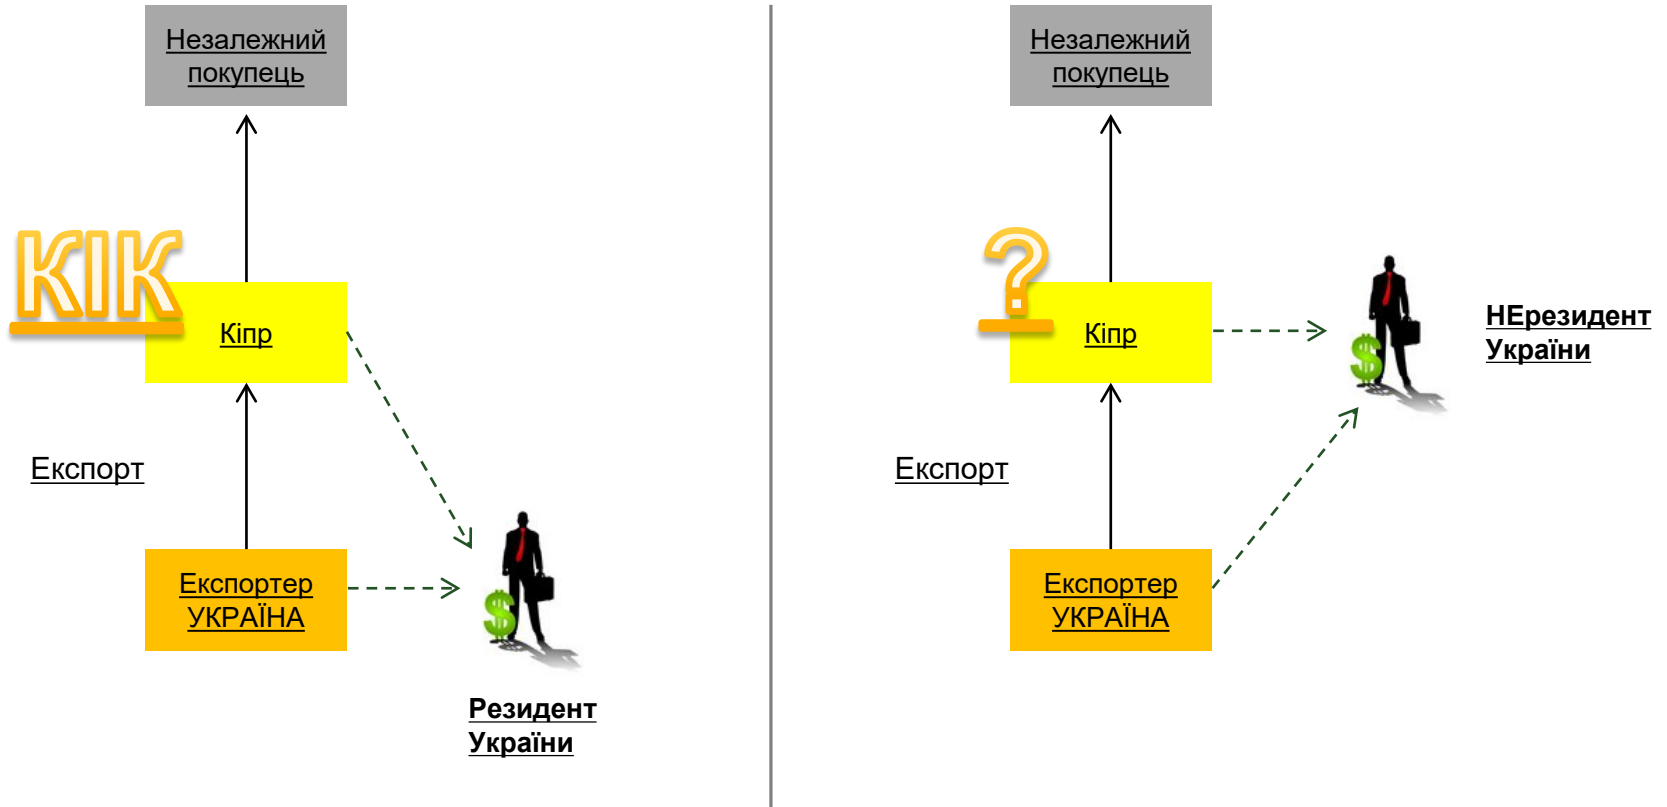 Незалежний
покупець
КІК
Кіпр
Експорт
Експортер
УКРАЇНА
$
Резидент
України
Незалежний
покупець
?
Кіпр
$
НЕрезидент
України
Експорт
Експортер
УКРАЇНА